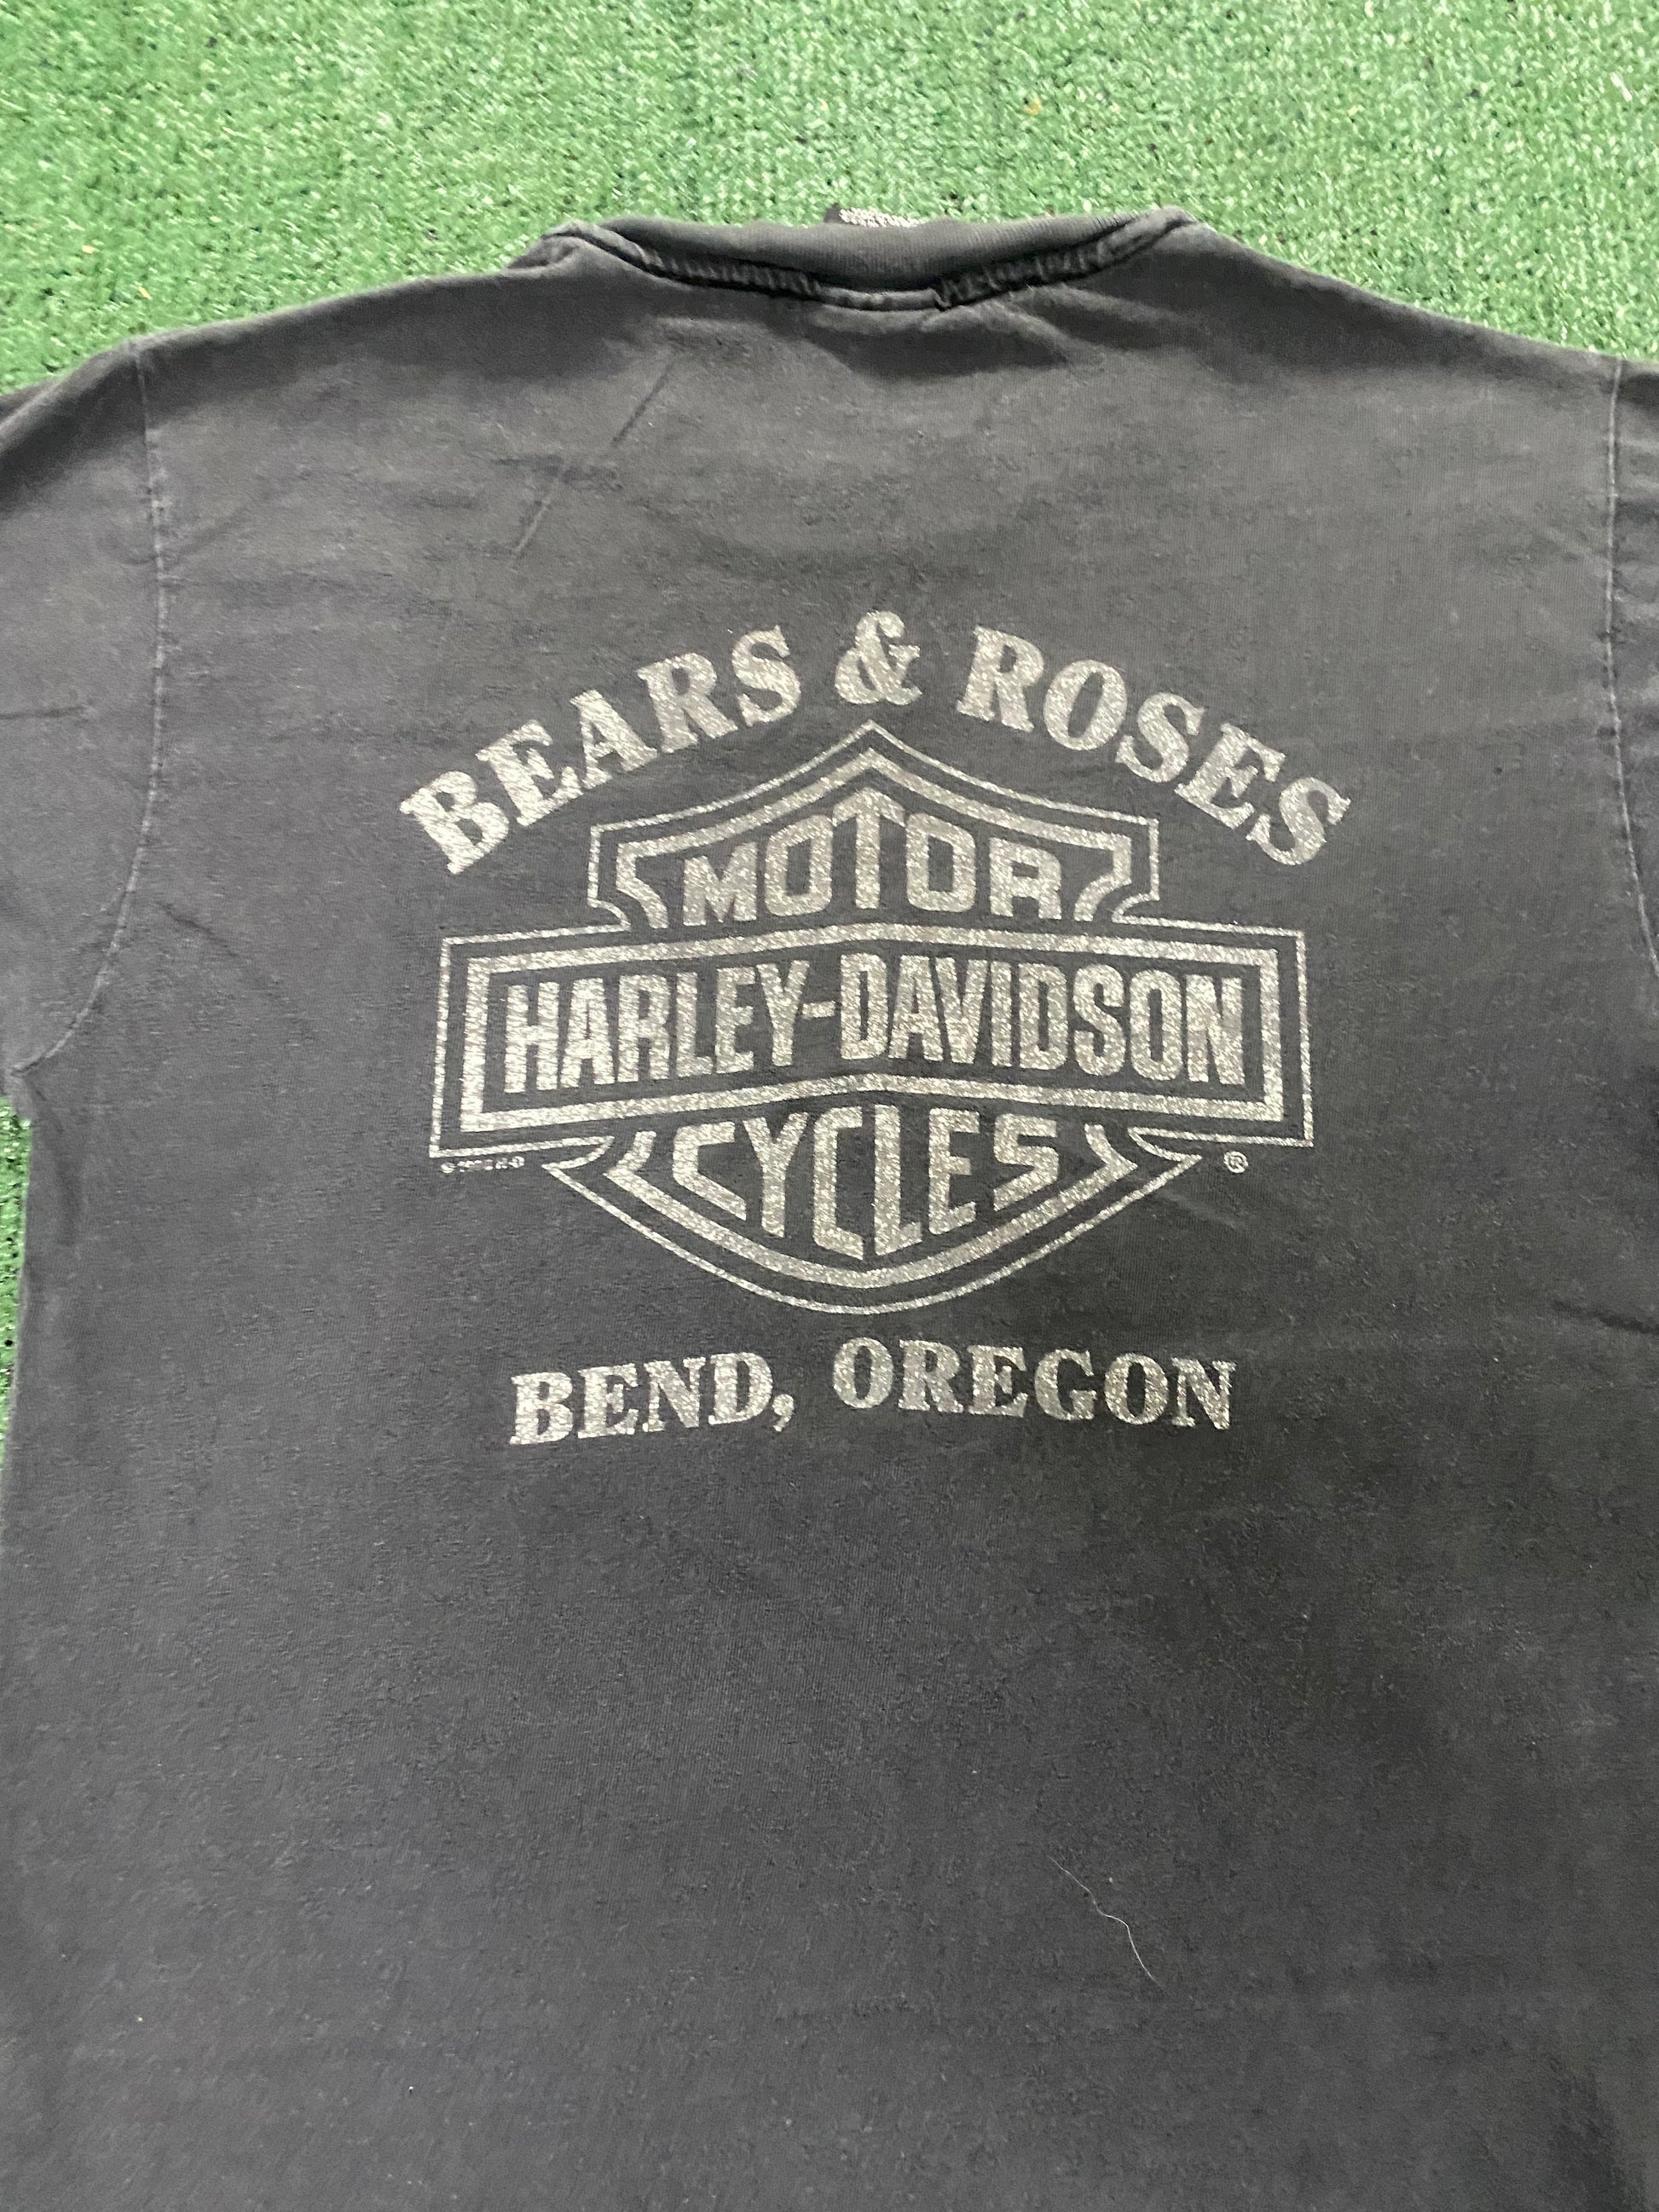 BEARS & ROSES
MOTOR
HARLEY-DAVIDSON
CYCLES
®
BEND, OREGON